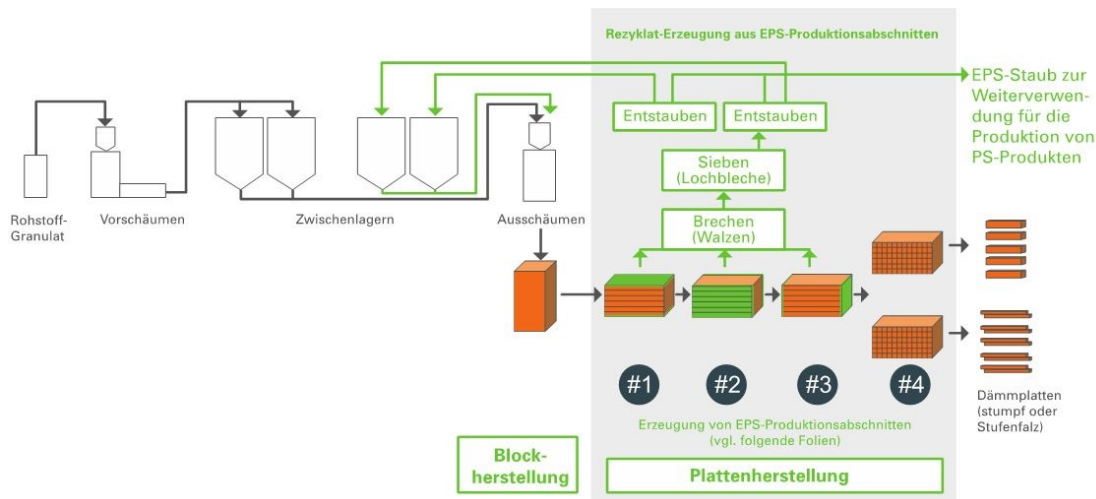 Rezyklat-Erzeugung aus EPS-Produktionsabschnitten
EPS-Staub zur
Weiterverwen-
dung für die
Produktion von
PS-Produkten
Entstauben
Entstauben
Sieben
(Lochbleche)
Brechen
(Walzen)
Rohstoff-
Granulat
Vorschäumen
Zwischenlagern
Ausschäumen
#1
#2
#3
#4
Dämmplatten
(stumpf oder
Stufenfalz)
Erzeugung von EPS-Produktionsabschnitten
(vgl. folgende Folien)
Block-
herstellung
Plattenherstellung